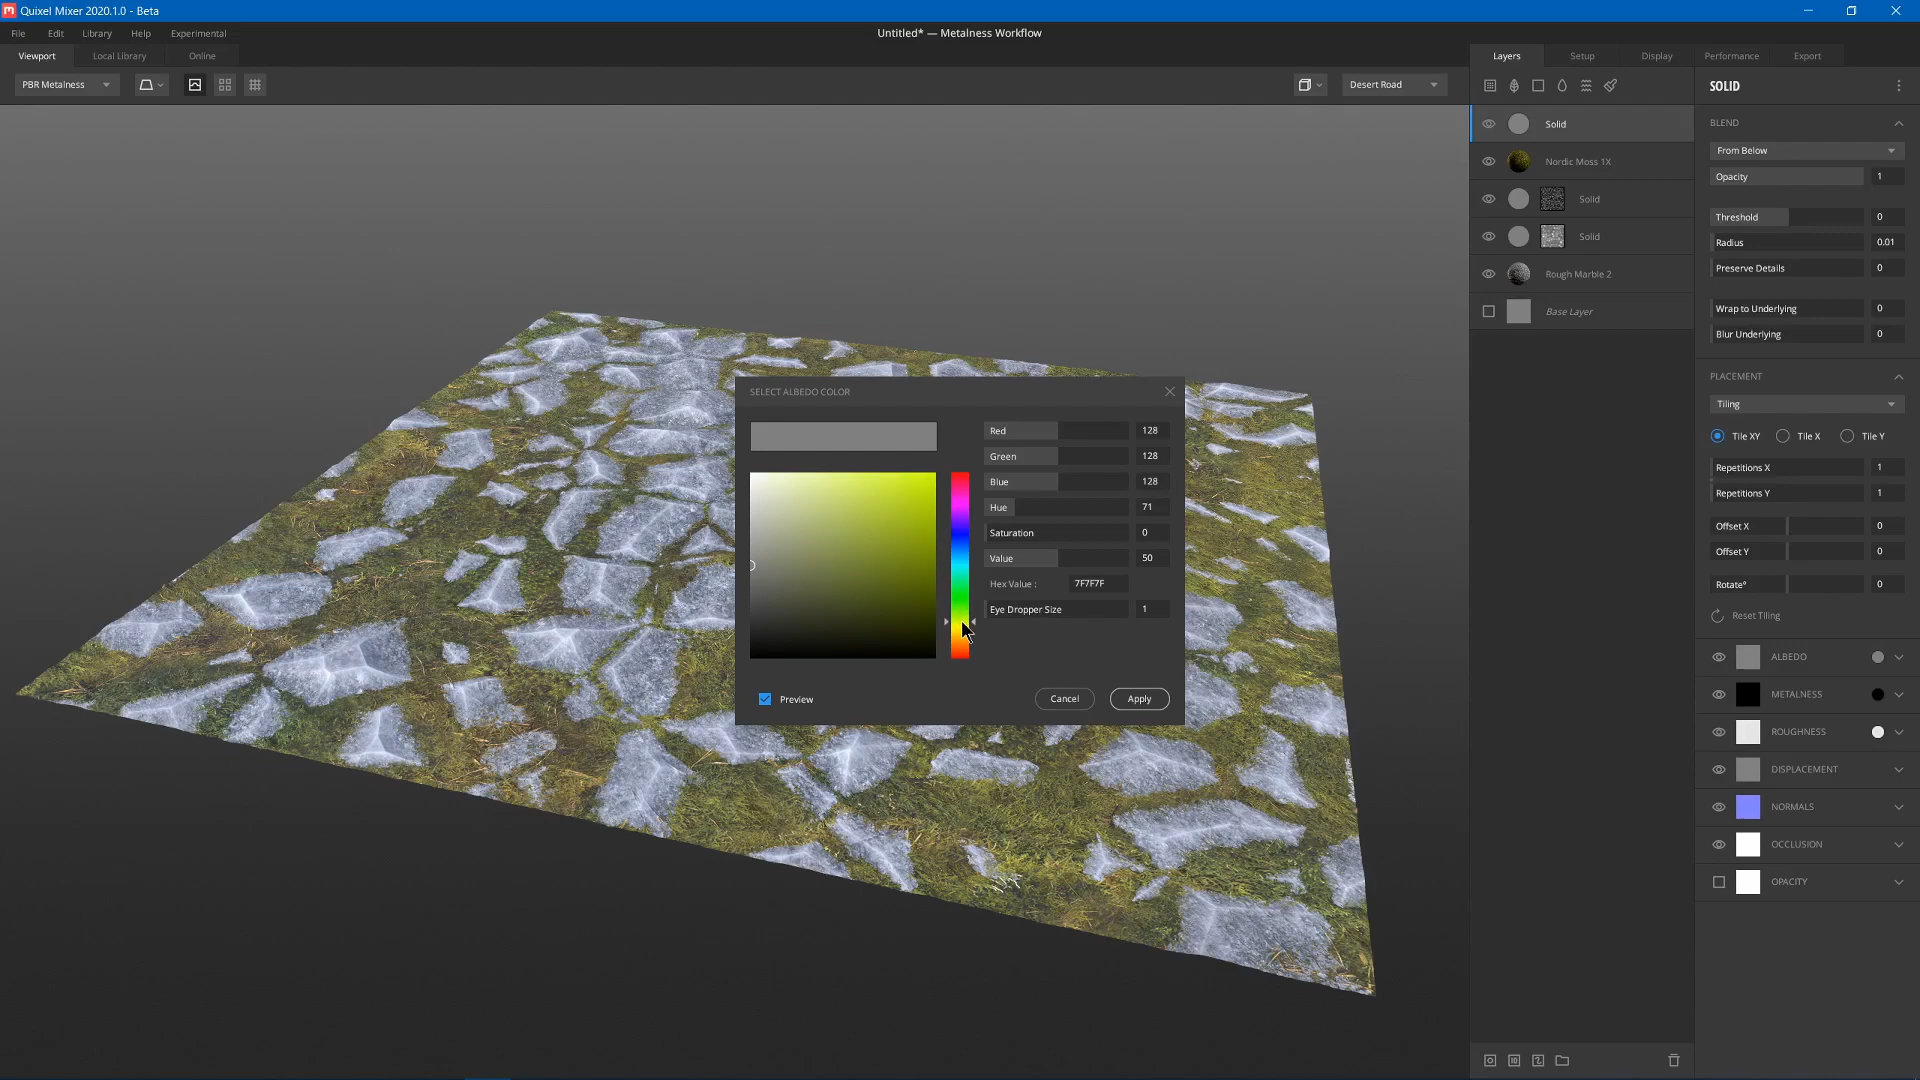 Quixel Mixer 2020.1.0 - Beta
File Edit Library Help Experimental
Untitled* — Metalness Workflow
Viewport Local Library Online
Layers Setup Display Performance Export
PBR Metalness
Desert Road
SOLID
Solid
Nordic Moss 1X
Solid
Solid
Rough Marble 2
Base Layer
BLEND
From Below
Opacity 1
Threshold 0
Radius 0.01
Preserve Details 0
Wrap to Underlying 0
Blur Underlying 0
PLACEMENT
Tiling
Tile XY Tile X Tile Y
Repetitions X 1
Repetitions Y 1
Offset X 0
Offset Y 0
Rotate° 0
Reset Tiling
ALBEDO
METALNESS
ROUGHNESS
DISPLACEMENT
NORMALS
OCCLUSION
OPACITY
SELECT ALBEDO COLOR
Red 128
Green 128
Blue 128
Hue 71
Saturation 0
Value 50
Hex Value : 7F7F7F
Eye Dropper Size 1
Preview
Cancel Apply